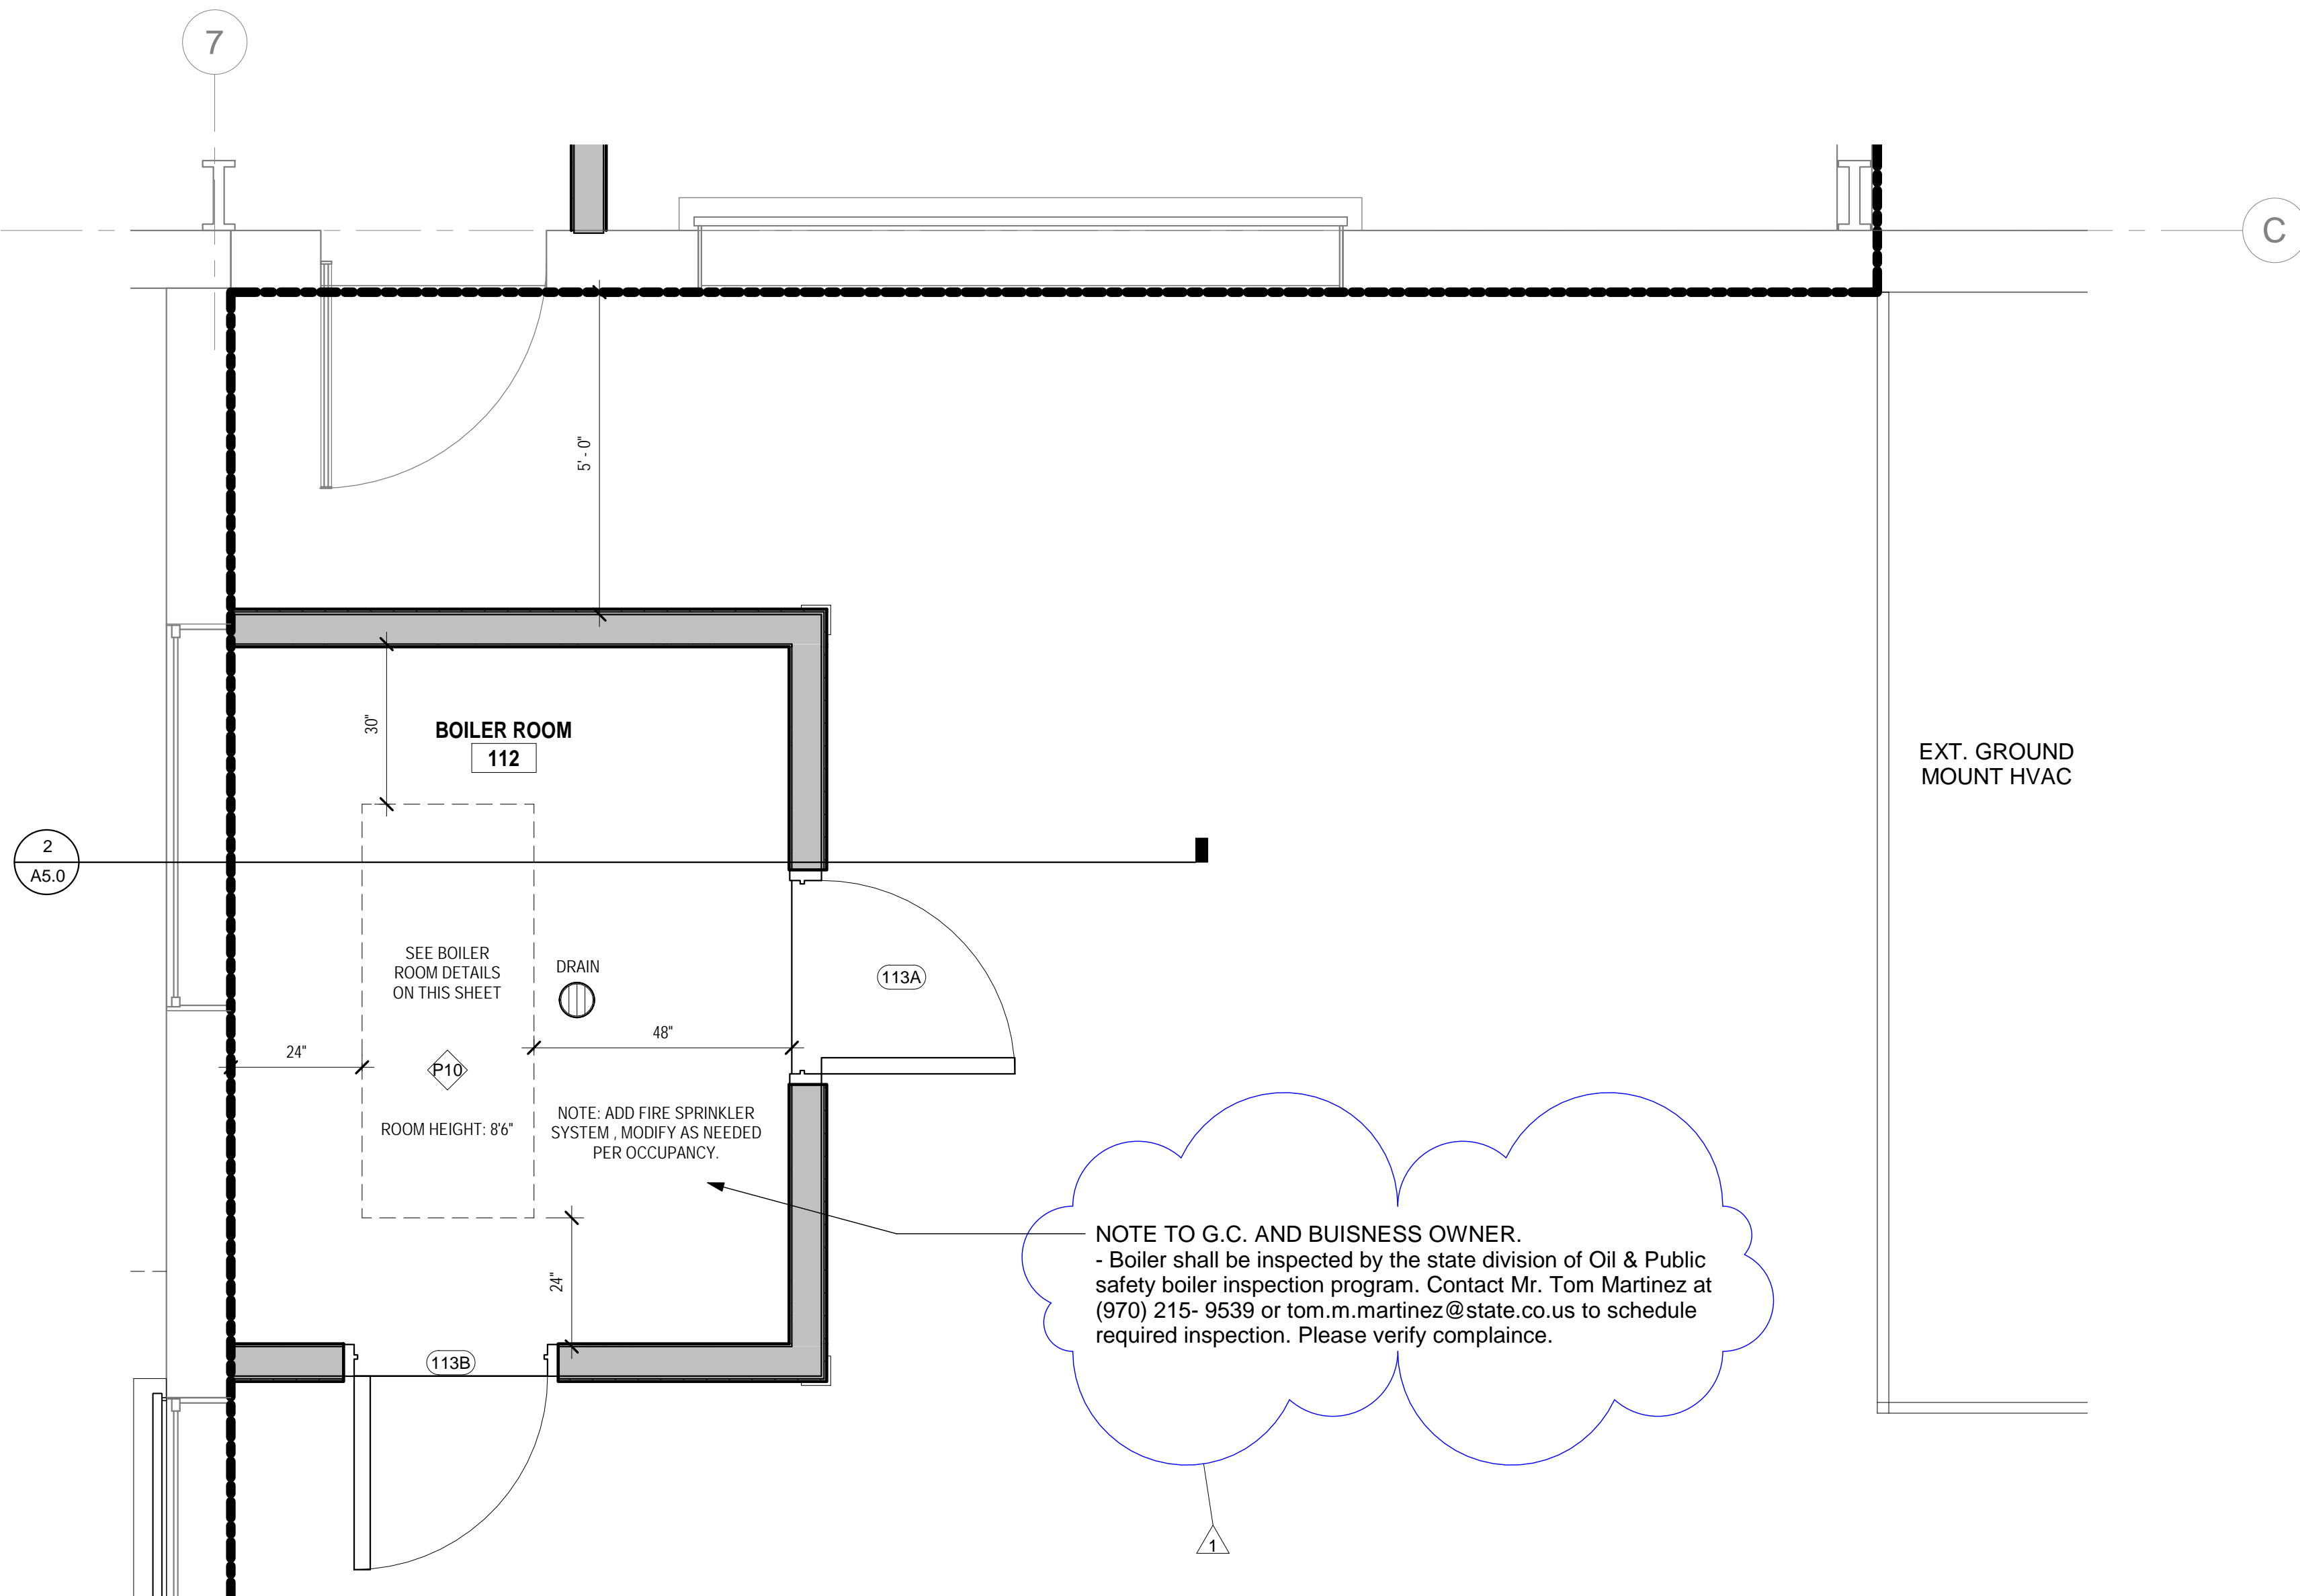 7
C
5' - 0"
30"
BOILER ROOM
112
EXT. GROUND
MOUNT HVAC
2
A5.0
SEE BOILER
ROOM DETAILS
ON THIS SHEET
DRAIN
113A
48"
24"
P10
ROOM HEIGHT: 8'6"
NOTE: ADD FIRE SPRINKLER
SYSTEM , MODIFY AS NEEDED
PER OCCUPANCY.
NOTE TO G.C. AND BUISNESS OWNER.
- Boiler shall be inspected by the state division of Oil & Public
safety boiler inspection program. Contact Mr. Tom Martinez at
(970) 215- 9539 or tom.m.martinez@state.co.us to schedule
required inspection. Please verify complaince.
24"
113B
1